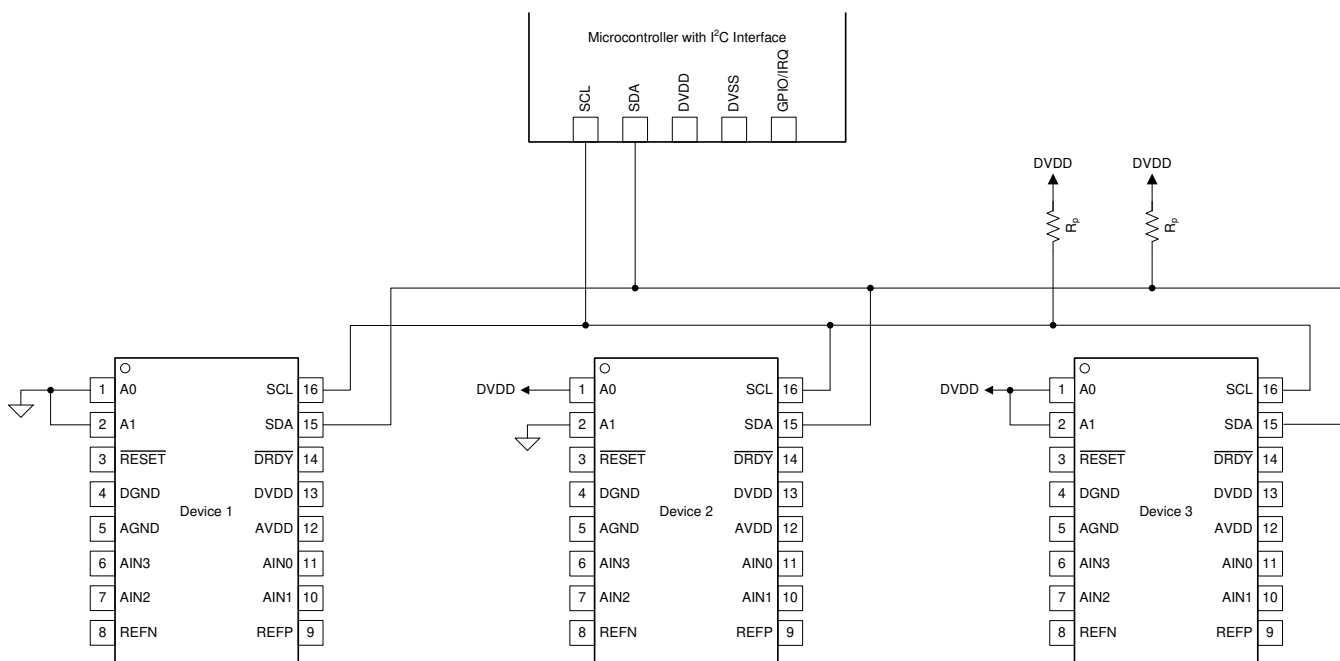 Microcontroller with I²C Interface
SCL
SDA
DVDD
DVSS
GPIO/IRQ
DVDD
DVDD
Rp
Rp
1 A0 SCL 16
2 A1 SDA 15
3 RESET DRDY 14
4 DGND DVDD 13
Device 1
5 AGND AVDD 12
6 AIN3 AIN0 11
7 AIN2 AIN1 10
8 REFN REFP 9
DVDD
1 A0 SCL 16
2 A1 SDA 15
3 RESET DRDY 14
4 DGND DVDD 13
Device 2
5 AGND AVDD 12
6 AIN3 AIN0 11
7 AIN2 AIN1 10
8 REFN REFP 9
DVDD
1 A0 SCL 16
2 A1 SDA 15
3 RESET DRDY 14
4 DGND DVDD 13
Device 3
5 AGND AVDD 12
6 AIN3 AIN0 11
7 AIN2 AIN1 10
8 REFN REFP 9